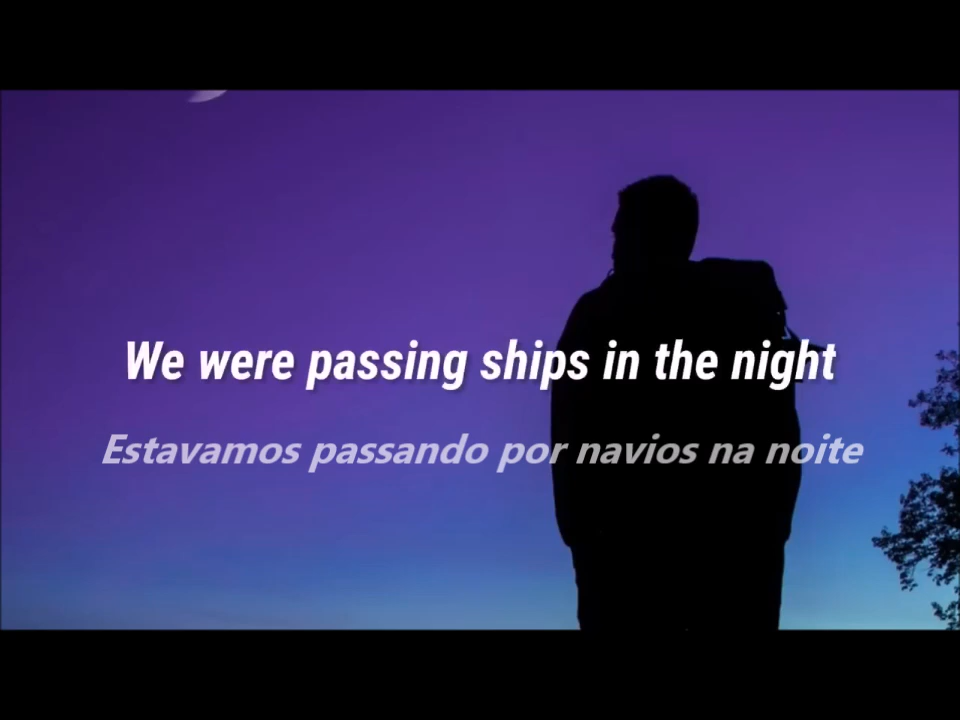 We were passing ships in the night
Estavamos passando por navios na noite